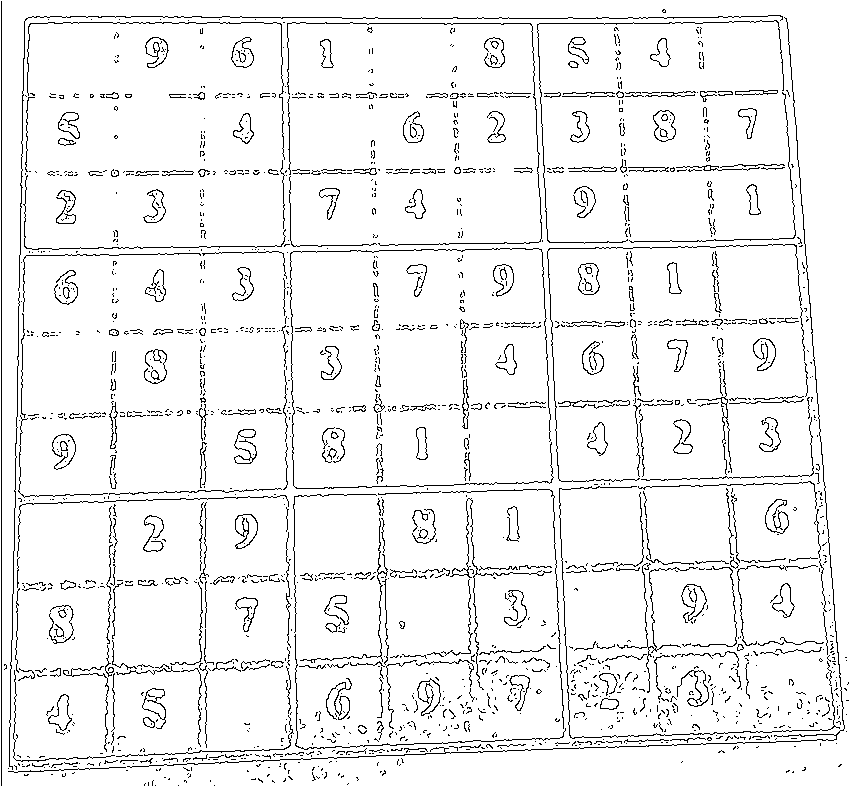 9 6 1 8 5 4
5 4 6 2 3 8 7
2 3 7 4 9 1
6 4 3 7 9 8 1
8 3 4 6 7 9
9 5 8 1 4 2 3
2 9 8 1 6
8 7 5 3 9 4
4 5 6 9 7 2 3